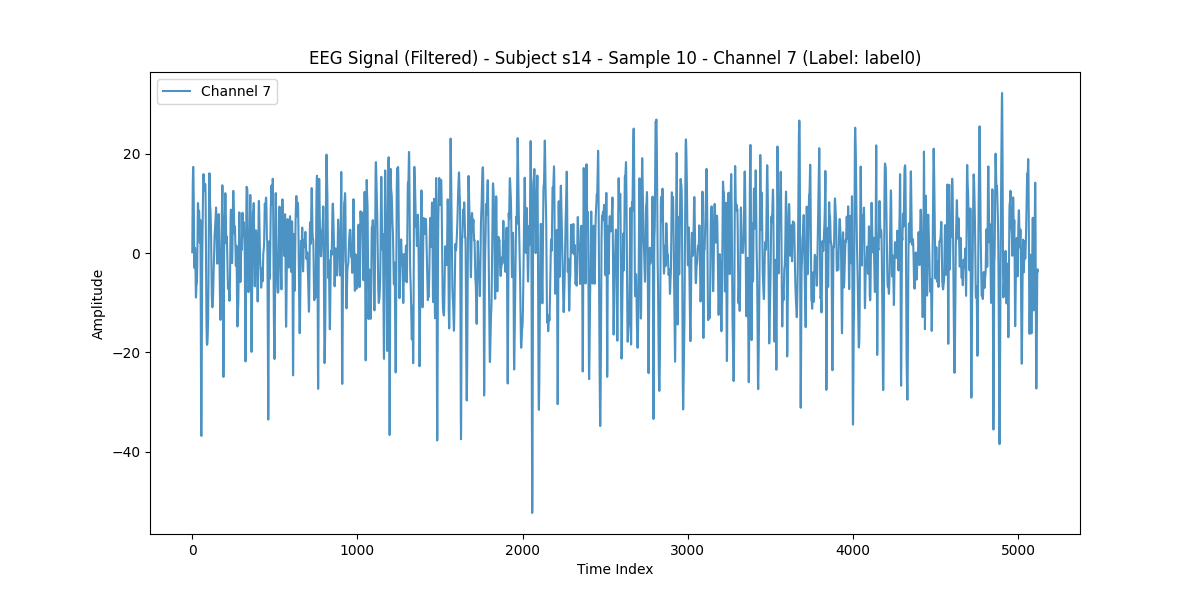 EEG Signal (Filtered) - Subject s14 - Sample 10 - Channel 7 (Label: label0)
Channel 7
20
0
−20
−40
Amplitude
0 1000 2000 3000 4000 5000
Time Index